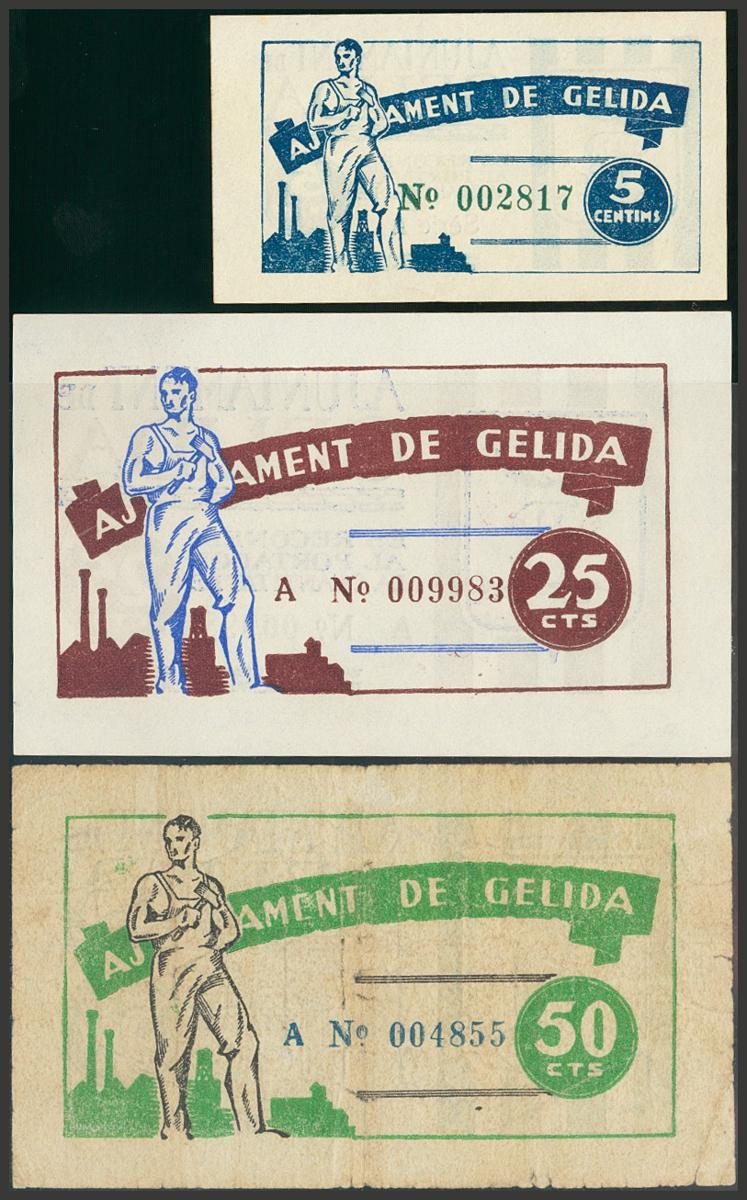 AJ AMENT DE GELIDA
Nº 002817
5
CENTIMS
AJ AMENT DE GELIDA
A Nº 009983
25
CTS
AJ AMENT DE GELIDA
A Nº 004855
50
CTS